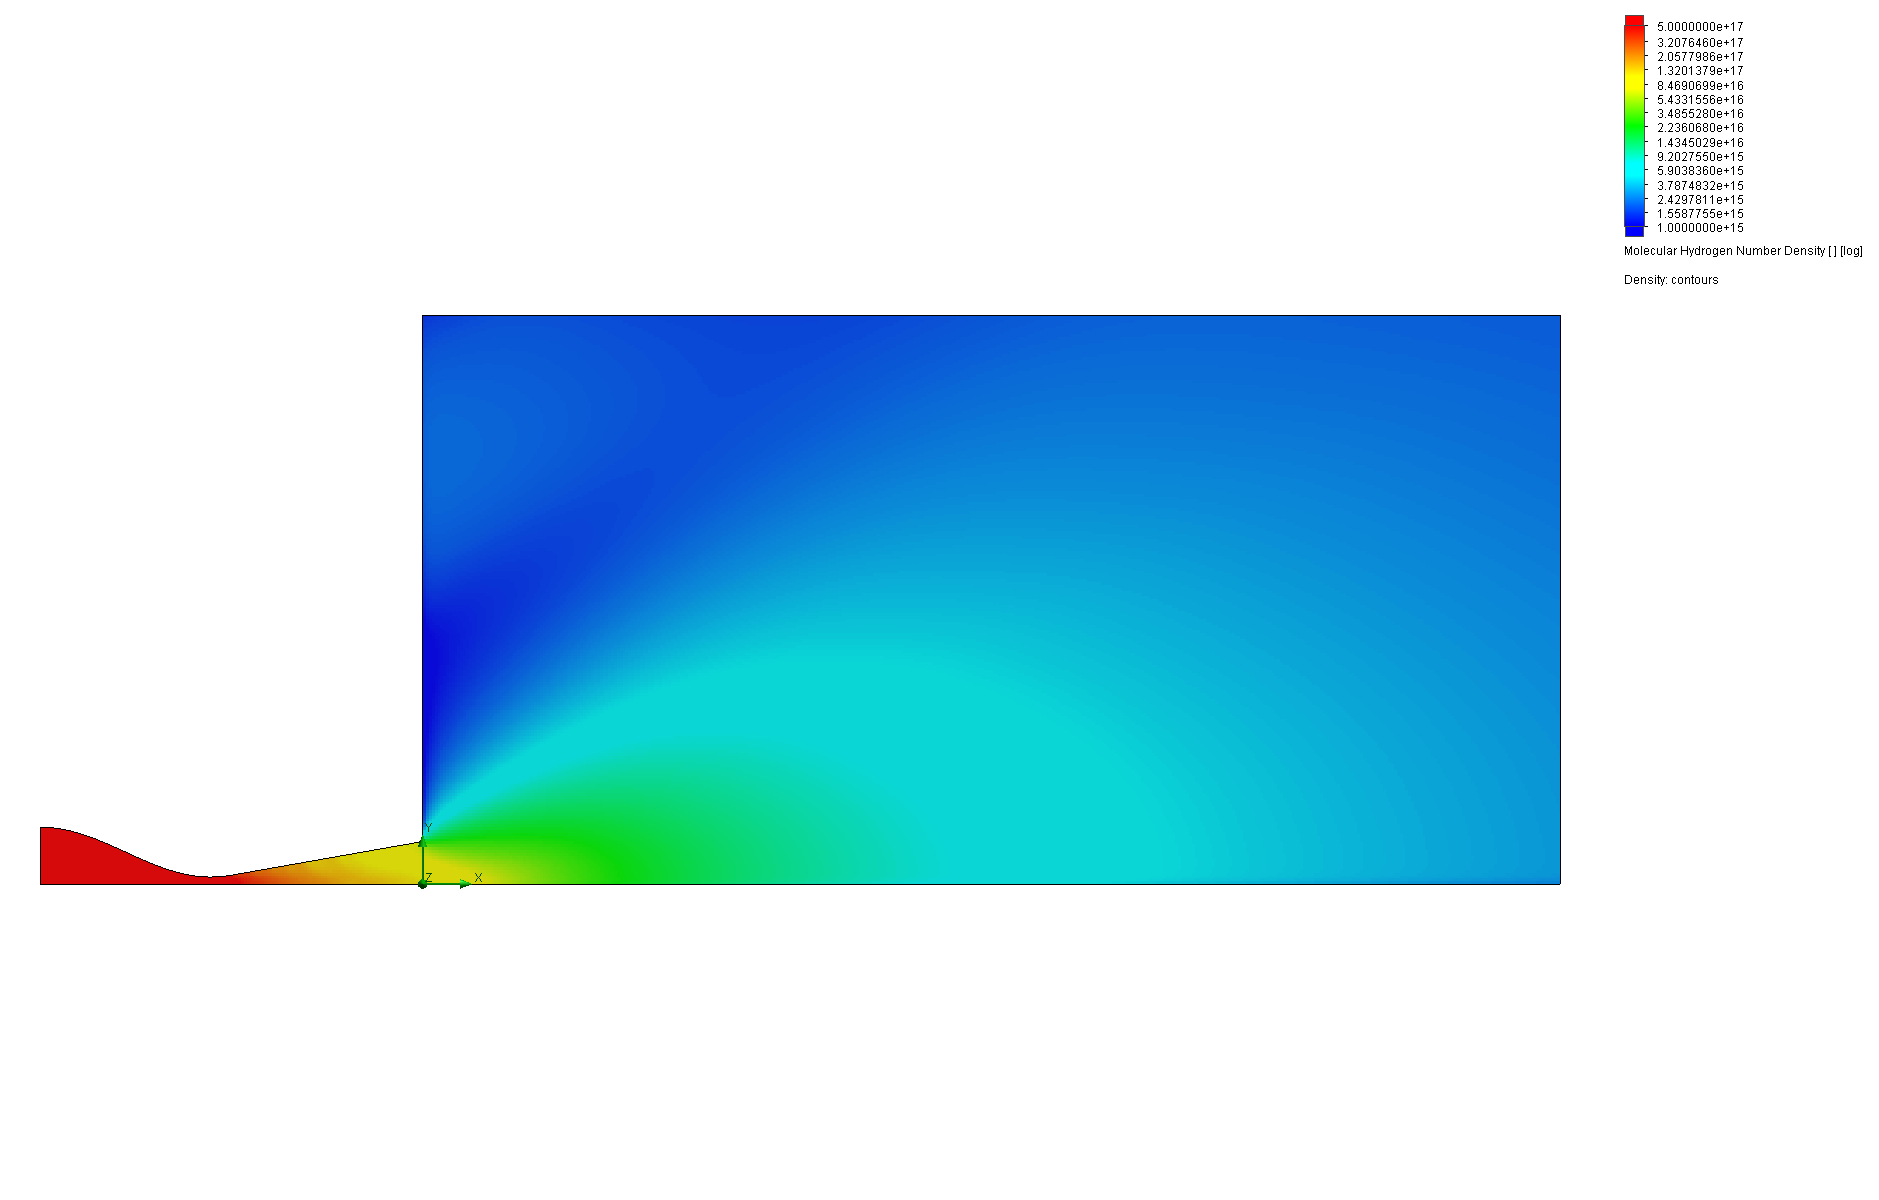 5.0000000e+17
3.2076460e+17
2.0577986e+17
1.3201379e+17
8.4690699e+16
5.4331556e+16
3.4855280e+16
2.2360680e+16
1.4345029e+16
9.2027550e+15
5.9038360e+15
3.7874832e+15
2.4297811e+15
1.5587755e+15
1.0000000e+15
Molecular Hydrogen Number Density [ ] [log]
Density: contours
Y
Z
X